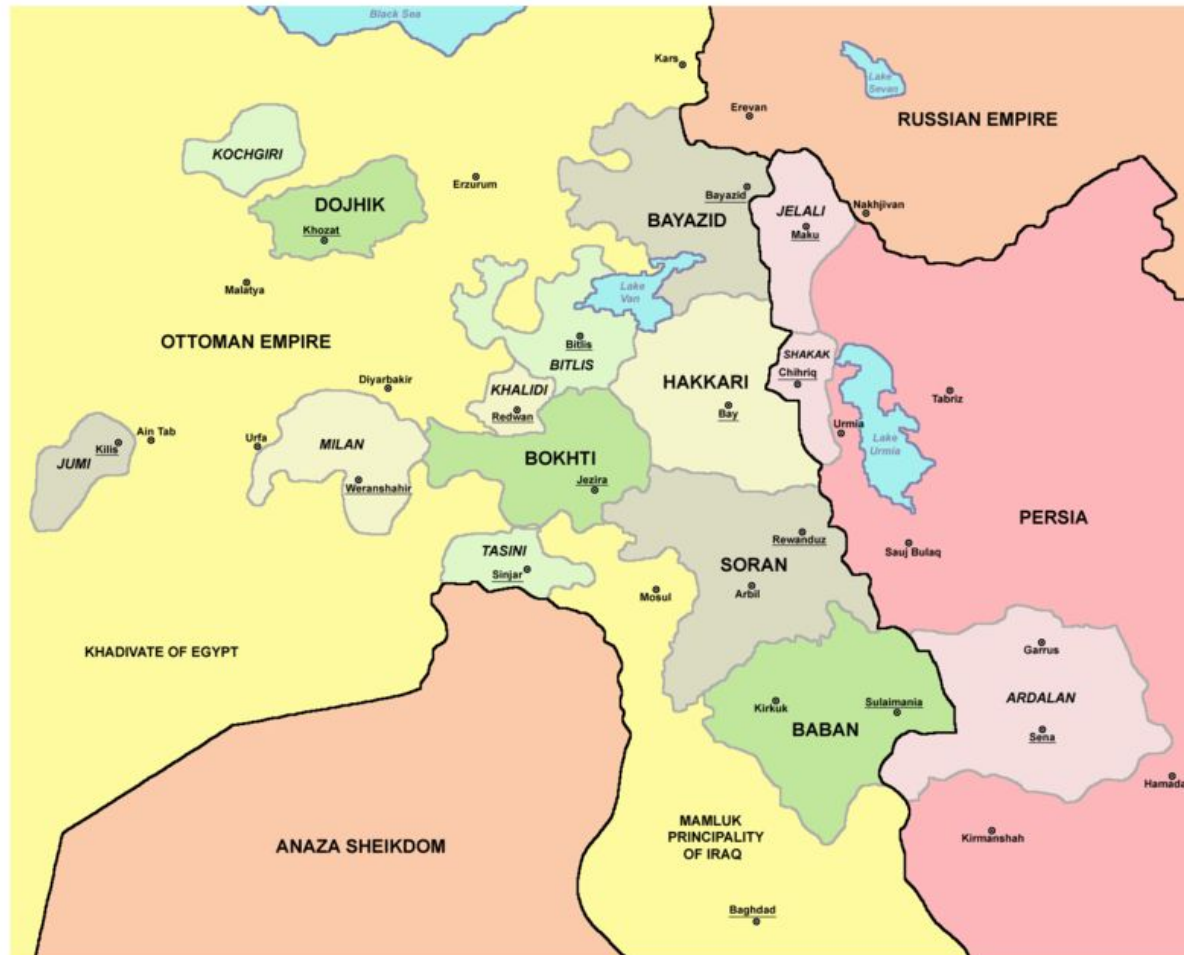 Black Sea
Kars
Lake
Sevan
Erevan
RUSSIAN EMPIRE
KOCHGIRI
Erzurum
DOJHIK
Khozat
Bayazid
BAYAZID
JELALI
Maku
Nakhjivan
Malatya
Lake
Van
OTTOMAN EMPIRE
Bitlis
BITLIS
SHAKAK
Chihriq
Diyarbakir
KHALIDI
Redwan
HAKKARI
Bay
Tabriz
Ain Tab
Kilis
JUMI
Urfa
MILAN
Weranshahir
BOKHTI
Jezira
Urmia
Lake
Urmia
PERSIA
TASINI
Sinjar
Rewanduz
SORAN
Arbil
Sauj Bulaq
Mosul
KHADIVATE OF EGYPT
Garrus
ARDALAN
Sena
Kirkuk
Sulaimania
BABAN
Hamada
MAMLUK
PRINCIPALITY
OF IRAQ
Kirmanshah
ANAZA SHEIKDOM
Baghdad